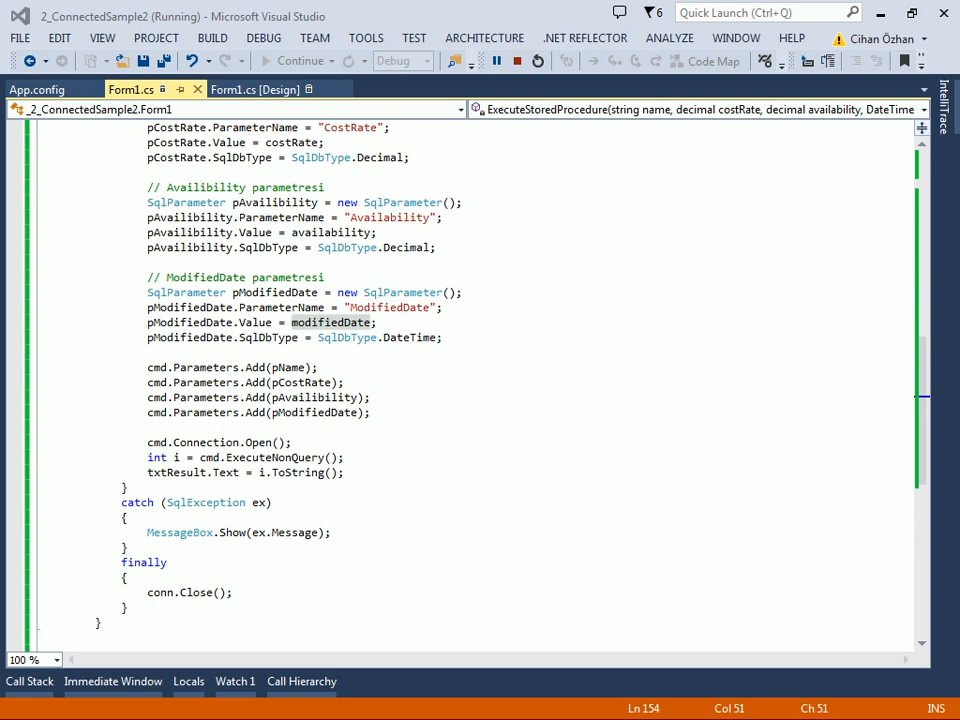 2_ConnectedSample2 (Running) - Microsoft Visual Studio
6
Quick Launch (Ctrl+Q)
FILE EDIT VIEW PROJECT BUILD DEBUG TEAM TOOLS TEST ARCHITECTURE .NET REFLECTOR ANALYZE WINDOW HELP Cihan Özhan
Continue Debug Code Map
App.config Form1.cs Form1.cs [Design]
_2_ConnectedSample2.Form1 ExecuteStoredProcedure(string name, decimal costRate, decimal availability, DateTime
IntelliTrace
pCostRate.ParameterName = "CostRate";
pCostRate.Value = costRate;
pCostRate.SqlDbType = SqlDbType.Decimal;
// Availibility parametresi
SqlParameter pAvailibility = new SqlParameter();
pAvailibility.ParameterName = "Availability";
pAvailibility.Value = availability;
pAvailibility.SqlDbType = SqlDbType.Decimal;
// ModifiedDate parametresi
SqlParameter pModifiedDate = new SqlParameter();
pModifiedDate.ParameterName = "ModifiedDate";
pModifiedDate.Value = modifiedDate;
pModifiedDate.SqlDbType = SqlDbType.DateTime;
cmd.Parameters.Add(pName);
cmd.Parameters.Add(pCostRate);
cmd.Parameters.Add(pAvailibility);
cmd.Parameters.Add(pModifiedDate);
cmd.Connection.Open();
int i = cmd.ExecuteNonQuery();
txtResult.Text = i.ToString();
}
catch (SqlException ex)
{
MessageBox.Show(ex.Message);
}
finally
{
conn.Close();
}
}
100 %
Call Stack Immediate Window Locals Watch 1 Call Hierarchy
Ln 154 Col 51 Ch 51 INS